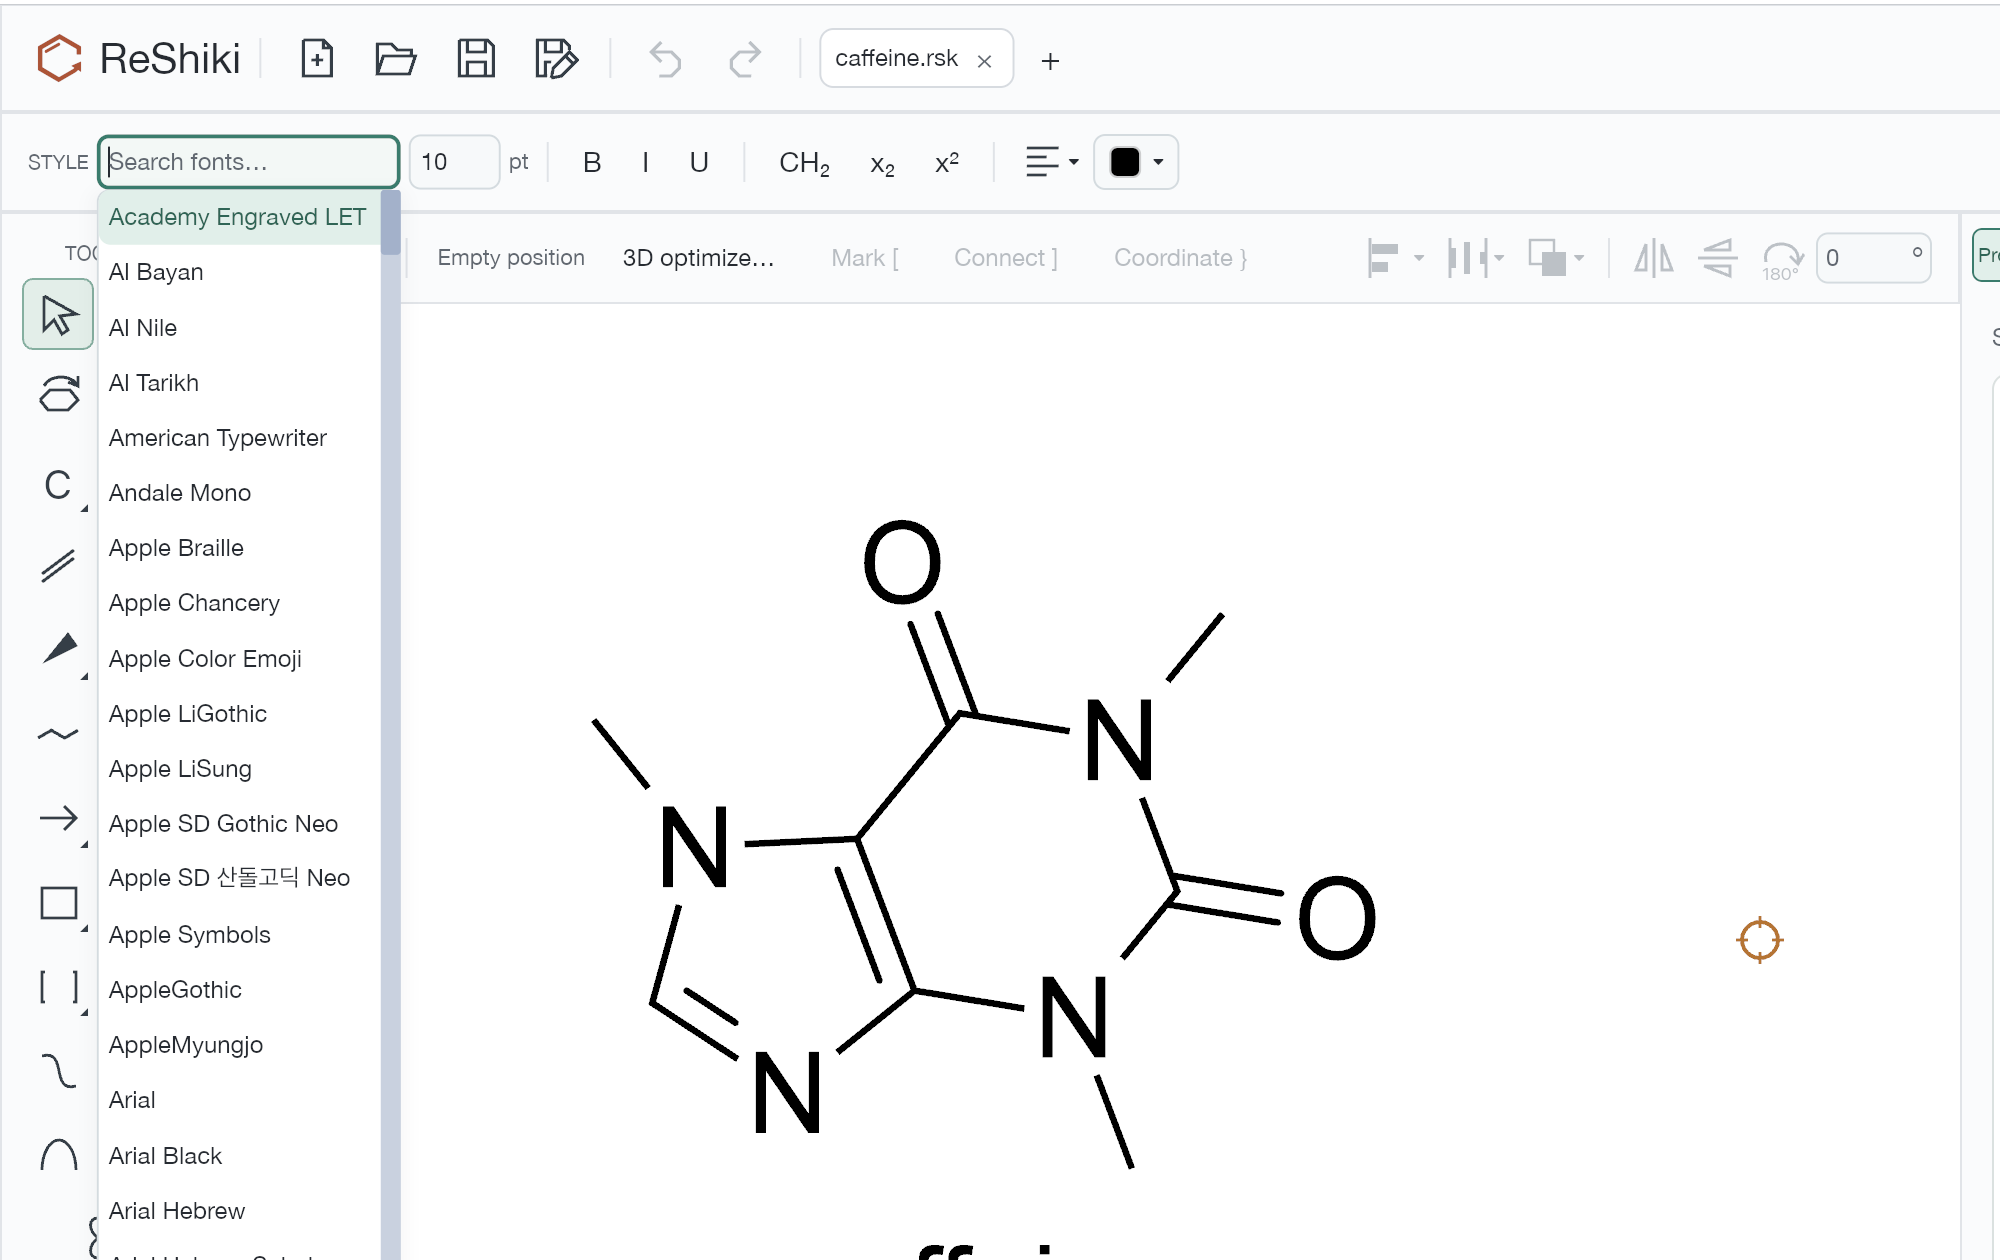 ReShiki
caffeine.rsk
STYLE Search fonts... 10 pt B I U CH₂ x₂ x²
Empty position 3D optimize... Mark [ Connect ] Coordinate } 180° 0 °
Academy Engraved LET
Al Bayan
Al Nile
Al Tarikh
American Typewriter
Andale Mono
Apple Braille
Apple Chancery
Apple Color Emoji
Apple LiGothic
Apple LiSung
Apple SD Gothic Neo
Apple SD 산돌고딕 Neo
Apple Symbols
AppleGothic
AppleMyungjo
Arial
Arial Black
Arial Hebrew
C
O
N
N
O
N
N